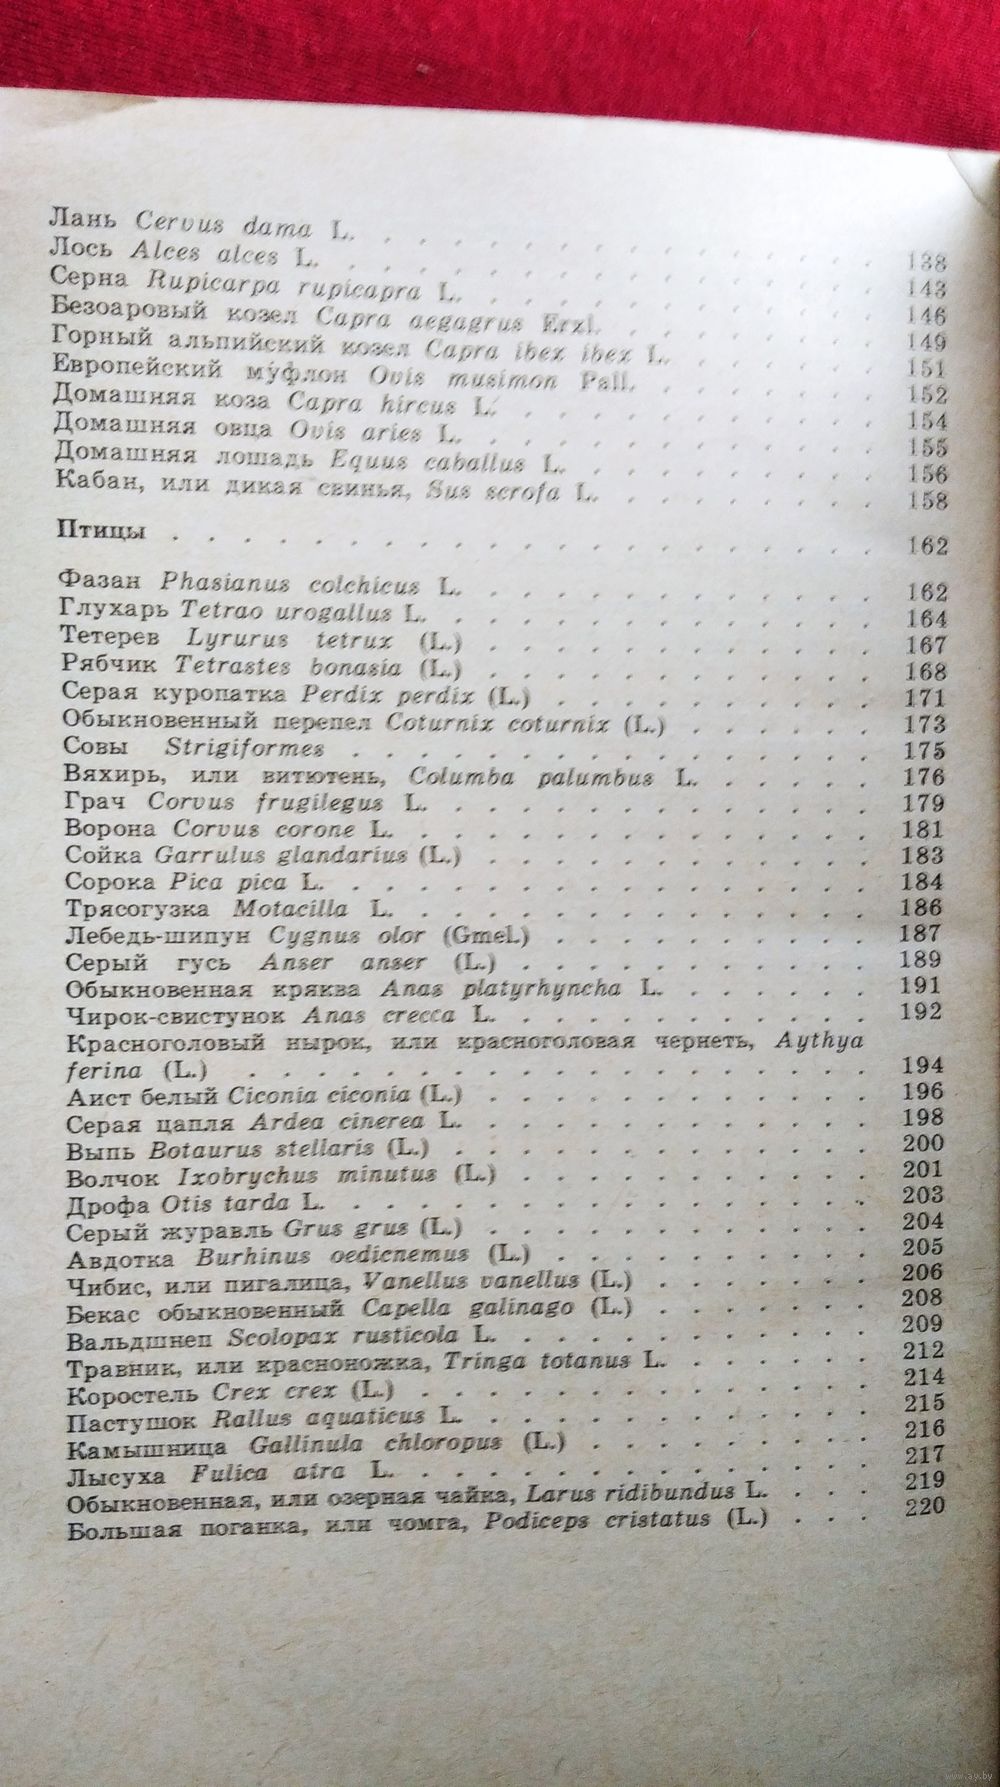 Лань Cervus dama L. . . . . . . . . . . . . . . . 138
Лось Alces alces L. . . . . . . . . . . . . . . . . 143
Серна Rupicarpa rupicapra L. . . . . . . . . . . . . 146
Безоаровый козел Capra aegagrus Erxl. . . . . . . . . 149
Горный альпийский козел Capra ibex ibex L. . . . . . . 151
Европейский муфлон Ovis musimon Pall. . . . . . . . 152
Домашняя коза Capra hircus L. . . . . . . . . . . . 154
Домашняя овца Ovis aries L. . . . . . . . . . . . . 155
Домашняя лошадь Equus caballus L. . . . . . . . . . 156
Кабан, или дикая свинья, Sus scrofa L. . . . . . . . . 158
Птицы . . . . . . . . . . . . . . . . . . . . . 162
Фазан Phasianus colchicus L. . . . . . . . . . . . . 162
Глухарь Tetrao urogallus L. . . . . . . . . . . . . . 164
Тетерев Lyrurus tetrux (L.) . . . . . . . . . . . . 167
Рябчик Tetrastes bonasia (L.) . . . . . . . . . . . . 168
Серая куропатка Perdix perdix (L.) . . . . . . . . . . 171
Обыкновенный перепел Coturnix coturnix (L.) . . . . . . 173
Совы Strigiformes . . . . . . . . . . . . . . . . 175
Вяхирь, или витютень, Columba palumbus L. . . . . . 176
Грач Corvus frugilegus L. . . . . . . . . . . . . . 179
Ворона Corvus corone L. . . . . . . . . . . . . . . 181
Сойка Garrulus glandarius (L.) . . . . . . . . . . . . 183
Сорока Pica pica L. . . . . . . . . . . . . . . . . 184
Трясогузка Motacilla L. . . . . . . . . . . . . . . 186
Лебедь-шипун Cygnus olor (Gmel.) . . . . . . . . . . 187
Серый гусь Anser anser (L.) . . . . . . . . . . . 189
Обыкновенная кряква Anas platyrhyncha L. . . . . . . 191
Чирок-свистунок Anas crecca L. . . . . . . . . . . . 192
Красноголовый нырок, или красноголовая чернеть, Aythya
ferina (L.) . . . . . . . . . . . . . . . . . . . 194
Аист белый Ciconia ciconia (L.) . . . . . . . . . . . . 196
Серая цапля Ardea cinerea L. . . . . . . . . . . . . 198
Выпь Botaurus stellaris (L.) . . . . . . . . . . . . . 200
Волчок Ixobrychus minutus (L.) . . . . . . . . . . . 201
Дрофа Otis tarda L. . . . . . . . . . . . . . . . . 203
Серый журавль Grus grus (L.) . . . . . . . . . . . . 204
Авдотка Burhinus oedicnemus (L.) . . . . . . . . . . 205
Чибис, или пигалица, Vanellus vanellus (L.) . . . . . . . 206
Бекас обыкновенный Capella galinago (L.) . . . . . . . 208
Вальдшнеп Scolopax rusticola L. . . . . . . . . . . . 209
Травник, или красноножка, Tringa totanus L. . . . . . . 212
Коростель Crex crex (L.) . . . . . . . . . . . . . . 214
Пастушок Rallus aquaticus L. . . . . . . . . . . . . 215
Камышница Gallinula chloropus (L.) . . . . . . . . . 216
Лысуха Fulica atra L. . . . . . . . . . . . . . . 217
Обыкновенная, или озерная чайка, Larus ridibundus L. . . . 219
Большая поганка, или чомга, Podiceps cristatus (L.) . . . 220
www.ay.by